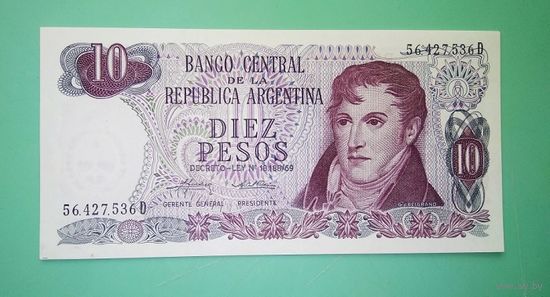 10
56.427.536 D
BANCO CENTRAL
DE LA
REPUBLICA ARGENTINA
DIEZ
PESOS
DECRETO-LEY Nº 18.188/69
56.427.536 D
GERENTE GENERAL PRESIDENTE
10